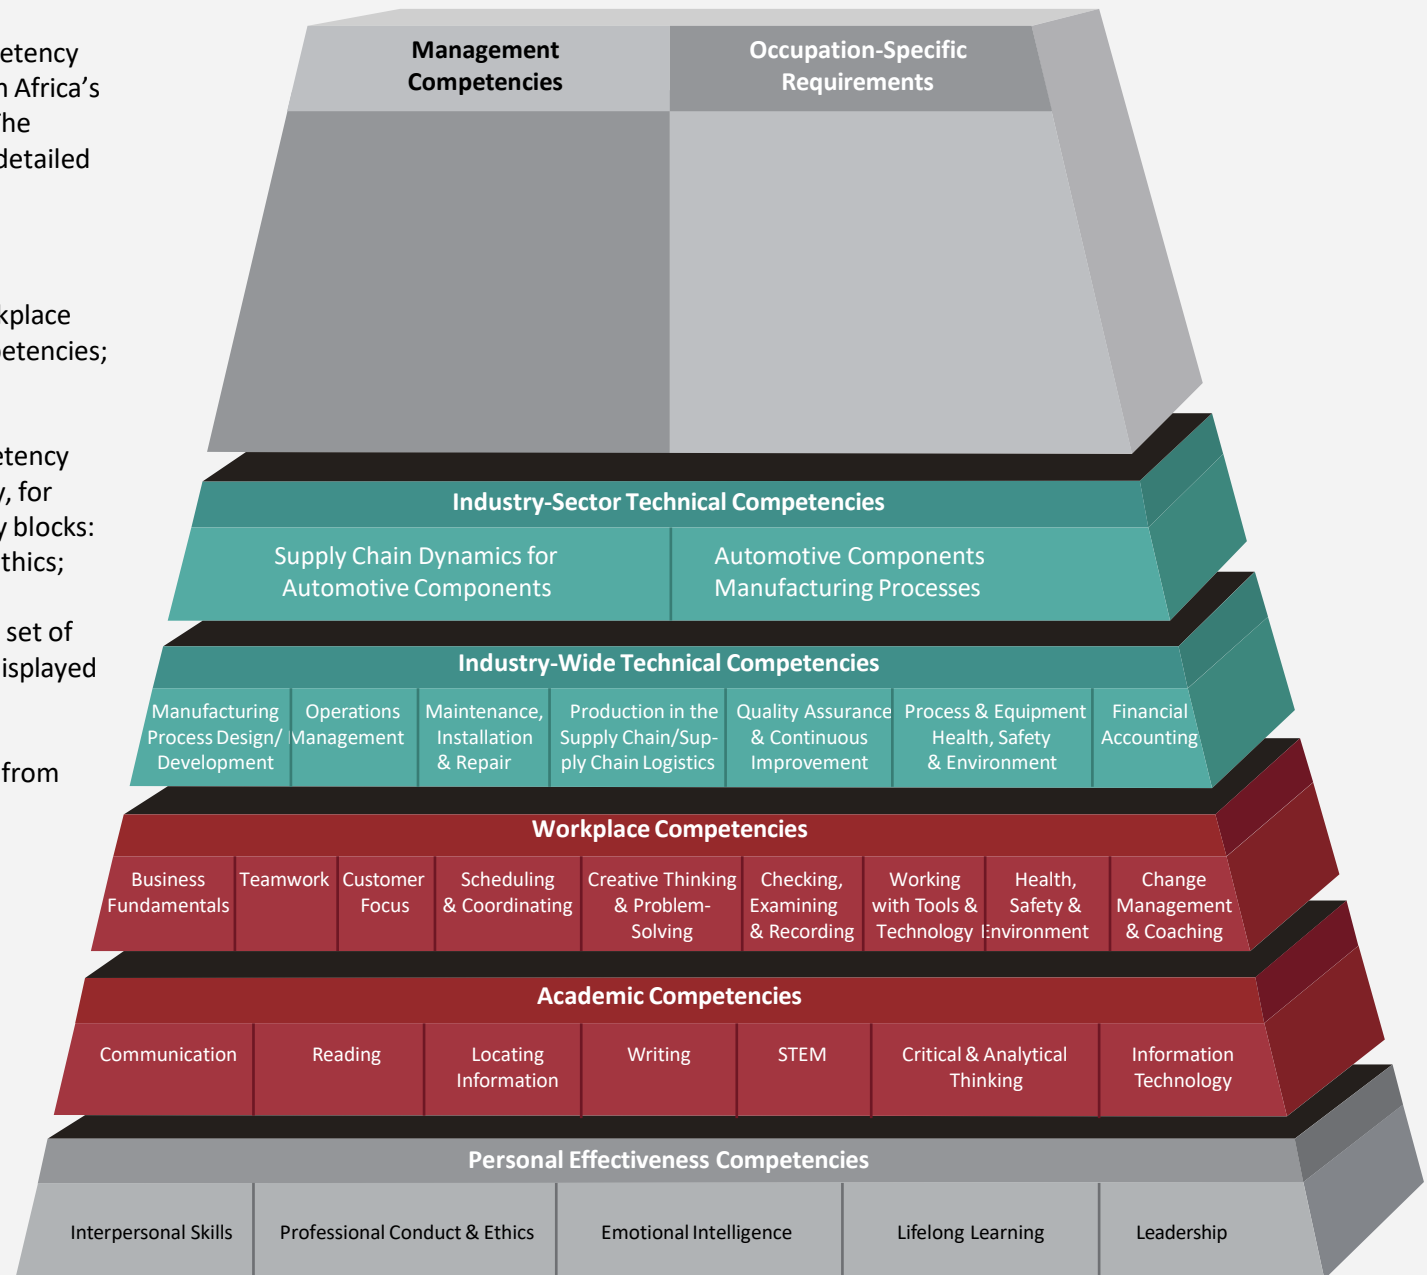 petency
n Africa’s
The
detailed
kplace
petencies;
etency
y, for
y blocks:
thics;
set of
isplayed
from
Management
Competencies
Occupation-Specific
Requirements
Industry-Sector Technical Competencies
Supply Chain Dynamics for
Automotive Components
Automotive Components
Manufacturing Processes
Industry-Wide Technical Competencies
Manufacturing
Process Design/
Development
Operations
Management
Maintenance,
Installation
& Repair
Production in the
Supply Chain/Sup-
ply Chain Logistics
Quality Assurance
& Continuous
Improvement
Process & Equipment
Health, Safety
& Environment
Financial
Accounting
Workplace Competencies
Business
Fundamentals
Teamwork
Customer
Focus
Scheduling
& Coordinating
Creative Thinking
& Problem-
Solving
Checking,
Examining
& Recording
Working
with Tools &
Technology
Health,
Safety &
Environment
Change
Management
& Coaching
Academic Competencies
Communication
Reading
Locating
Information
Writing
STEM
Critical & Analytical
Thinking
Information
Technology
Personal Effectiveness Competencies
Interpersonal Skills
Professional Conduct & Ethics
Emotional Intelligence
Lifelong Learning
Leadership